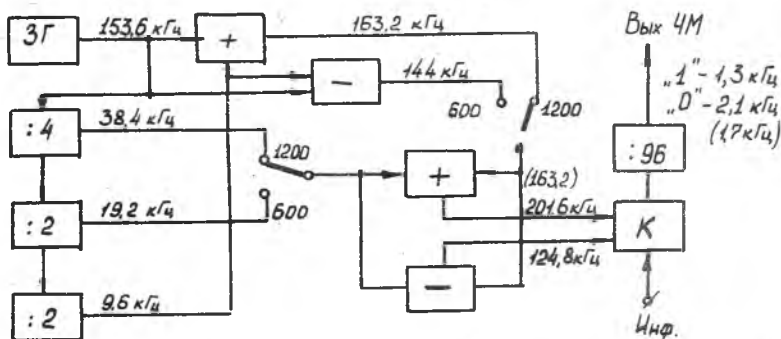 ЗГ
153,6 кГц
+
163,2 кГц
Вых ЧМ
-
144 кГц
„1" - 1,3 кГц
„0" - 2,1 кГц
(1,7 кГц)
600
1200
: 4
38,4 кГц
1200
600
: 96
+
(163,2)
: 2
19,2 кГц
201.6 кГц
К
124,8 кГц
-
: 2
9,6 кГц
Инф.